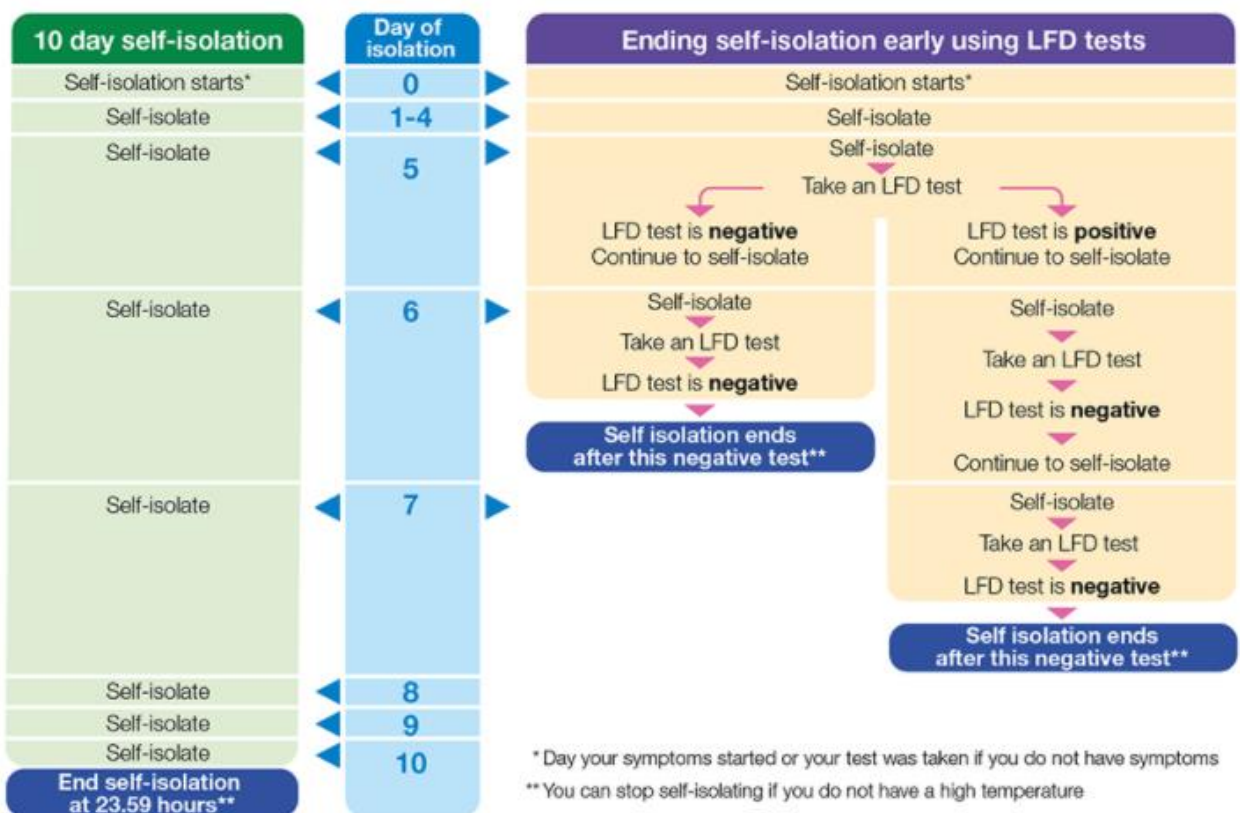 10 day self-isolation
Day of
isolation
Ending self-isolation early using LFD tests
Self-isolation starts*
0
Self-isolation starts*
Self-isolate
1-4
Self-isolate
Self-isolate
5
Self-isolate
Take an LFD test
LFD test is negative
Continue to self-isolate
LFD test is positive
Continue to self-isolate
Self-isolate
6
Self-isolate
Take an LFD test
LFD test is negative
Self isolation ends
after this negative test**
Self-isolate
Take an LFD test
LFD test is negative
Continue to self-isolate
Self-isolate
7
Self-isolate
Take an LFD test
LFD test is negative
Self isolation ends
after this negative test**
Self-isolate
8
Self-isolate
9
Self-isolate
10
End self-isolation
at 23.59 hours**
* Day your symptoms started or your test was taken if you do not have symptoms
** You can stop self-isolating if you do not have a high temperature